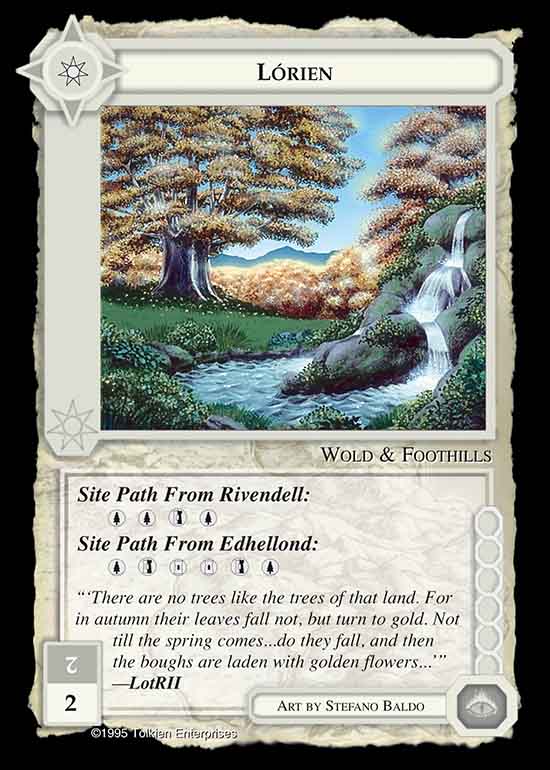 LÓRIEN
WOLD & FOOTHILLS
Site Path From Rivendell:
Site Path From Edhellond:
“‘There are no trees like the trees of that land. For
in autumn their leaves fall not, but turn to gold. Not
till the spring comes...do they fall, and then
the boughs are laden with golden flowers...’”
—LotRII
2
2
ART BY STEFANO BALDO
©1995 Tolkien Enterprises